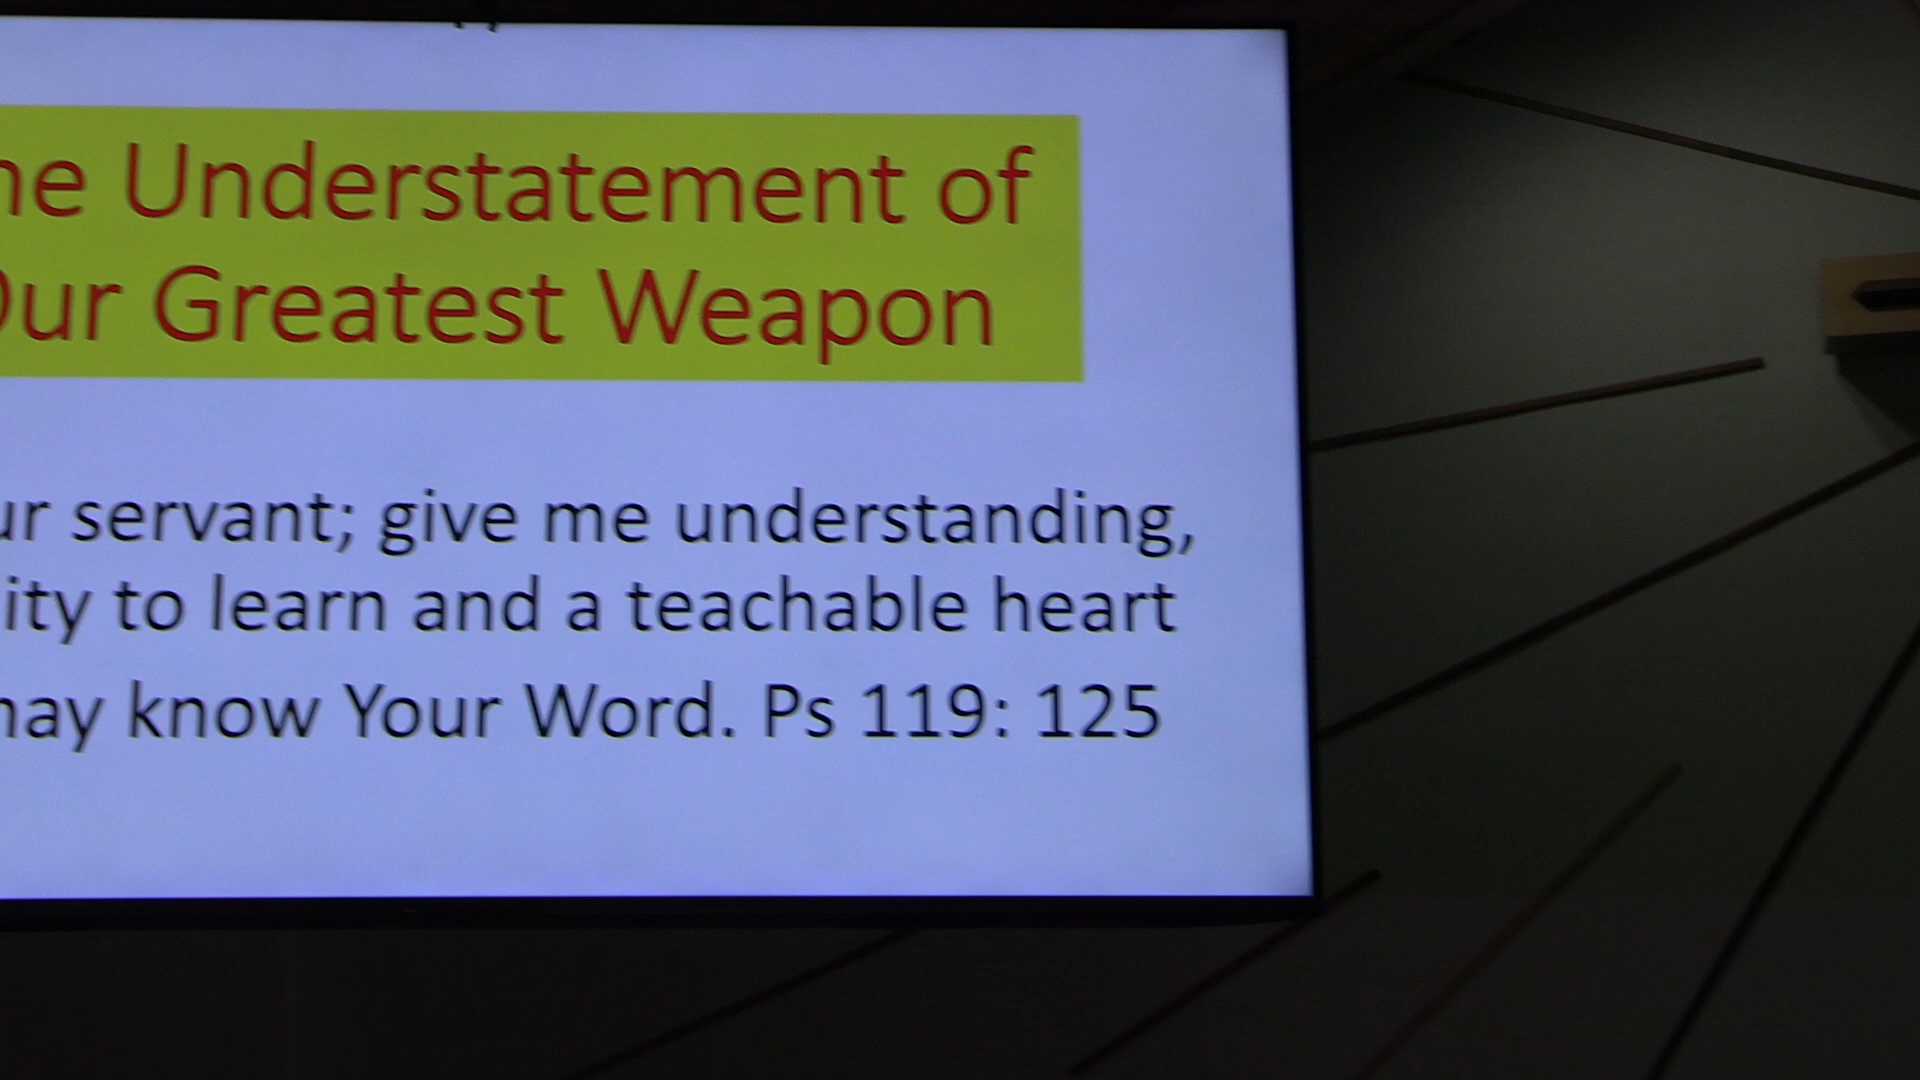 he Understatement of
Our Greatest Weapon
ur servant; give me understanding,
ity to learn and a teachable heart
may know Your Word. Ps 119: 125